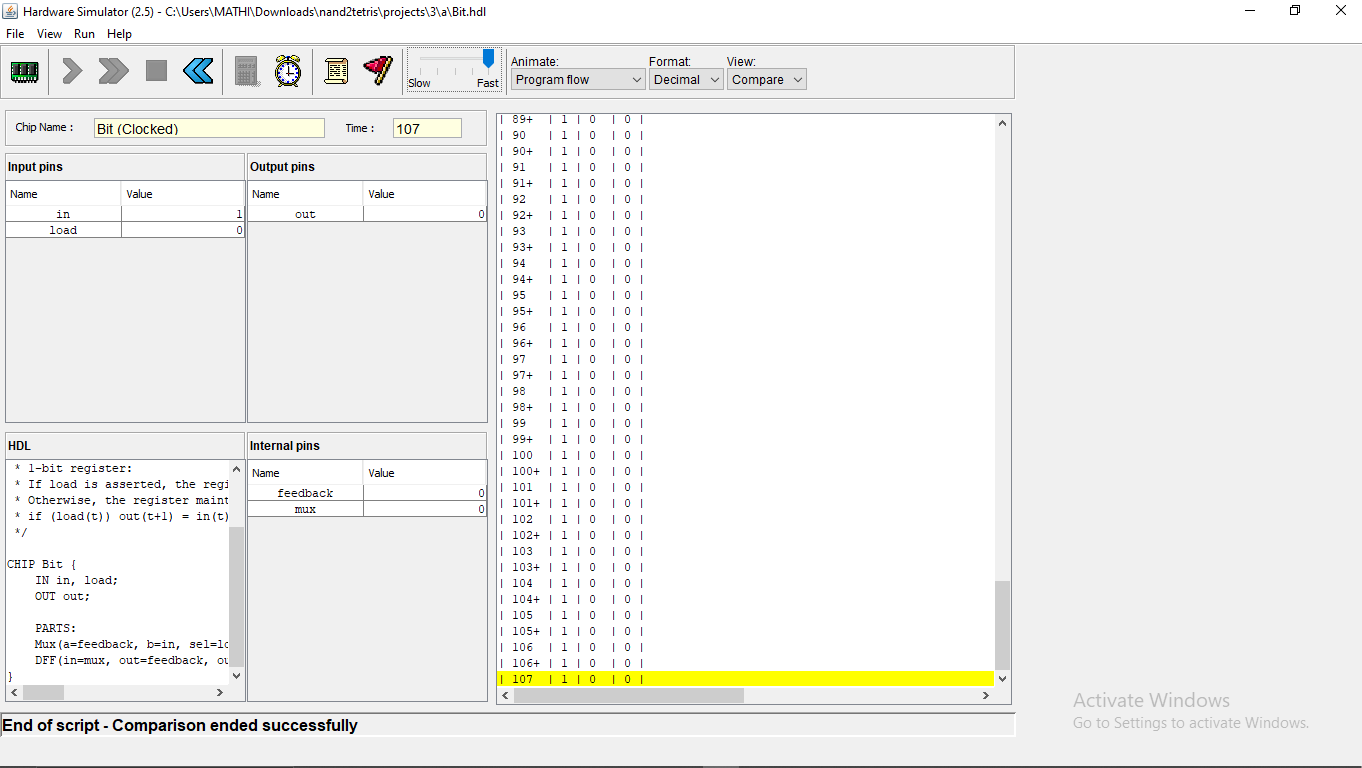 Hardware Simulator (2.5) - C:\Users\MATHI\Downloads\nand2tetris\projects\3\a\Bit.hdl
File View Run Help
Slow Fast
Animate: Format: View:
Program flow Decimal Compare
Chip Name : Bit (Clocked) Time : 107
Input pins
Name Value
in 1
load 0
Output pins
Name Value
out 0
HDL
* 1-bit register:
* If load is asserted, the regi
* Otherwise, the register maint
* if (load(t)) out(t+1) = in(t)
*/
CHIP Bit {
IN in, load;
OUT out;
PARTS:
Mux(a=feedback, b=in, sel=lo
DFF(in=mux, out=feedback, ou
}
Internal pins
Name Value
feedback 0
mux 0
| 89+ | 1 | 0 | 0 |
| 90 | 1 | 0 | 0 |
| 90+ | 1 | 0 | 0 |
| 91 | 1 | 0 | 0 |
| 91+ | 1 | 0 | 0 |
| 92 | 1 | 0 | 0 |
| 92+ | 1 | 0 | 0 |
| 93 | 1 | 0 | 0 |
| 93+ | 1 | 0 | 0 |
| 94 | 1 | 0 | 0 |
| 94+ | 1 | 0 | 0 |
| 95 | 1 | 0 | 0 |
| 95+ | 1 | 0 | 0 |
| 96 | 1 | 0 | 0 |
| 96+ | 1 | 0 | 0 |
| 97 | 1 | 0 | 0 |
| 97+ | 1 | 0 | 0 |
| 98 | 1 | 0 | 0 |
| 98+ | 1 | 0 | 0 |
| 99 | 1 | 0 | 0 |
| 99+ | 1 | 0 | 0 |
| 100 | 1 | 0 | 0 |
| 100+ | 1 | 0 | 0 |
| 101 | 1 | 0 | 0 |
| 101+ | 1 | 0 | 0 |
| 102 | 1 | 0 | 0 |
| 102+ | 1 | 0 | 0 |
| 103 | 1 | 0 | 0 |
| 103+ | 1 | 0 | 0 |
| 104 | 1 | 0 | 0 |
| 104+ | 1 | 0 | 0 |
| 105 | 1 | 0 | 0 |
| 105+ | 1 | 0 | 0 |
| 106 | 1 | 0 | 0 |
| 106+ | 1 | 0 | 0 |
| 107 | 1 | 0 | 0 |
End of script - Comparison ended successfully
Activate Windows
Go to Settings to activate Windows.